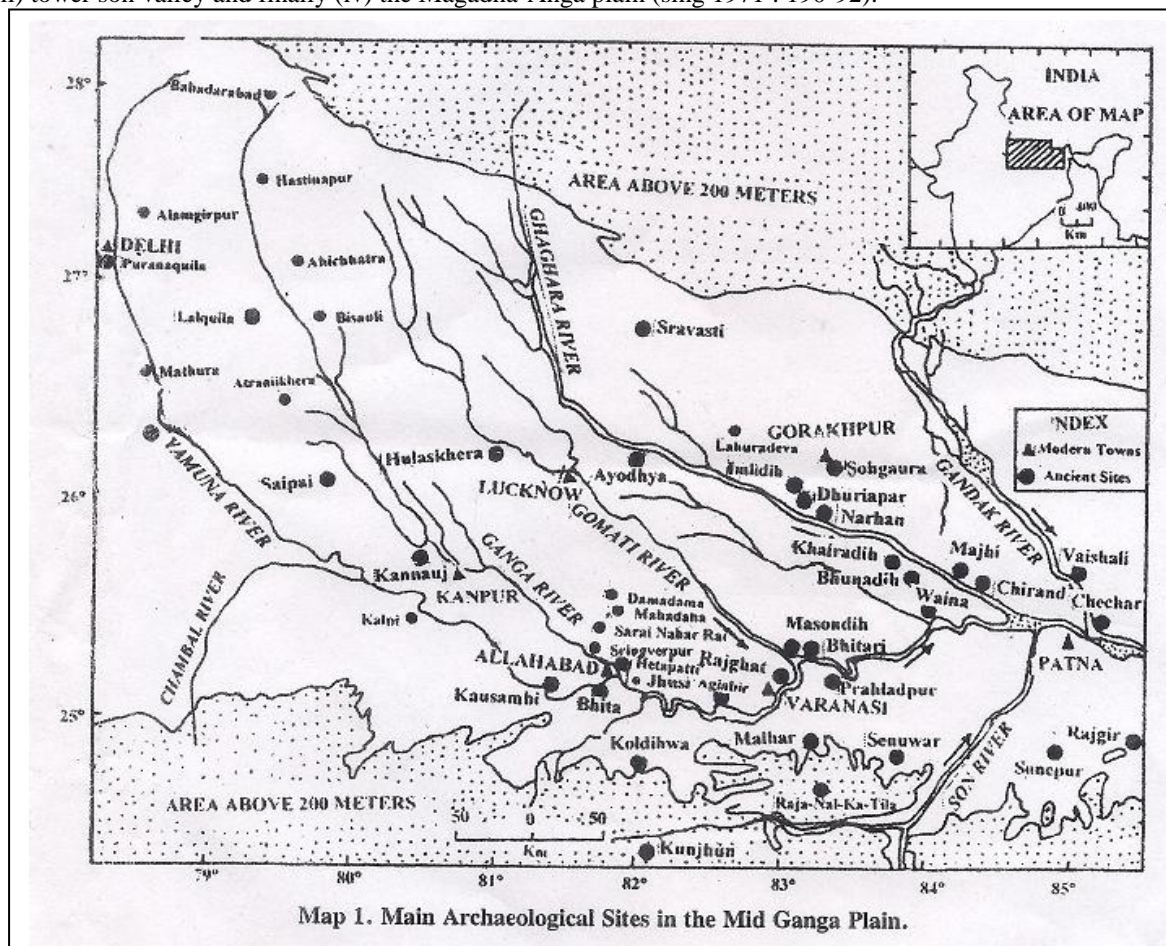 tower son valley and finally (iv) the Magadha-Anga plain (sing 1971 : 190-92).
INDIA
AREA OF MAP
0 400
Km
28°
Bahadarabad
AREA ABOVE 200 METERS
Hastinapur
Alamgirpur
GHAGHARA RIVER
DELHI
Puranaquila
Ahichhatra
27°
Lalquila
Bisauli
Sravasti
Mathura
Atranjikhera
INDEX
Modern Towns
Ancient Sites
YAMUNA RIVER
Hulaskhera
Lahuradeva
GORAKHPUR
Sohgaura
GANDAK RIVER
Saipai
LUCKNOW
Ayodhya
Imlidih
Dhuriapar
26°
GOMATI RIVER
Narhan
GANGA RIVER
Khairadih
Majhi
Vaishali
Kannauj
KANPUR
Bhunadih
Chirand
Chechar
CHAMBAL RIVER
Kalpi
Damadama
Mahadaha
Waina
Sarai Nahar Rai
Masondih
Sringverpur
Bhitari
ALLAHABAD
Hetapatti
Rajghat
PATNA
Kausambi
Jhusi
Agiabir
Prahladpur
Bhita
VARANASI
25°
Koldihwa
Malhar
Senuwar
SON RIVER
Rajgir
Sonepur
AREA ABOVE 200 METERS
Raja-Nal-Ka-Tila
50 0 50
Km
Kunjhun
79° 80° 81° 82° 83° 84° 85°
Map 1. Main Archaeological Sites in the Mid Ganga Plain.